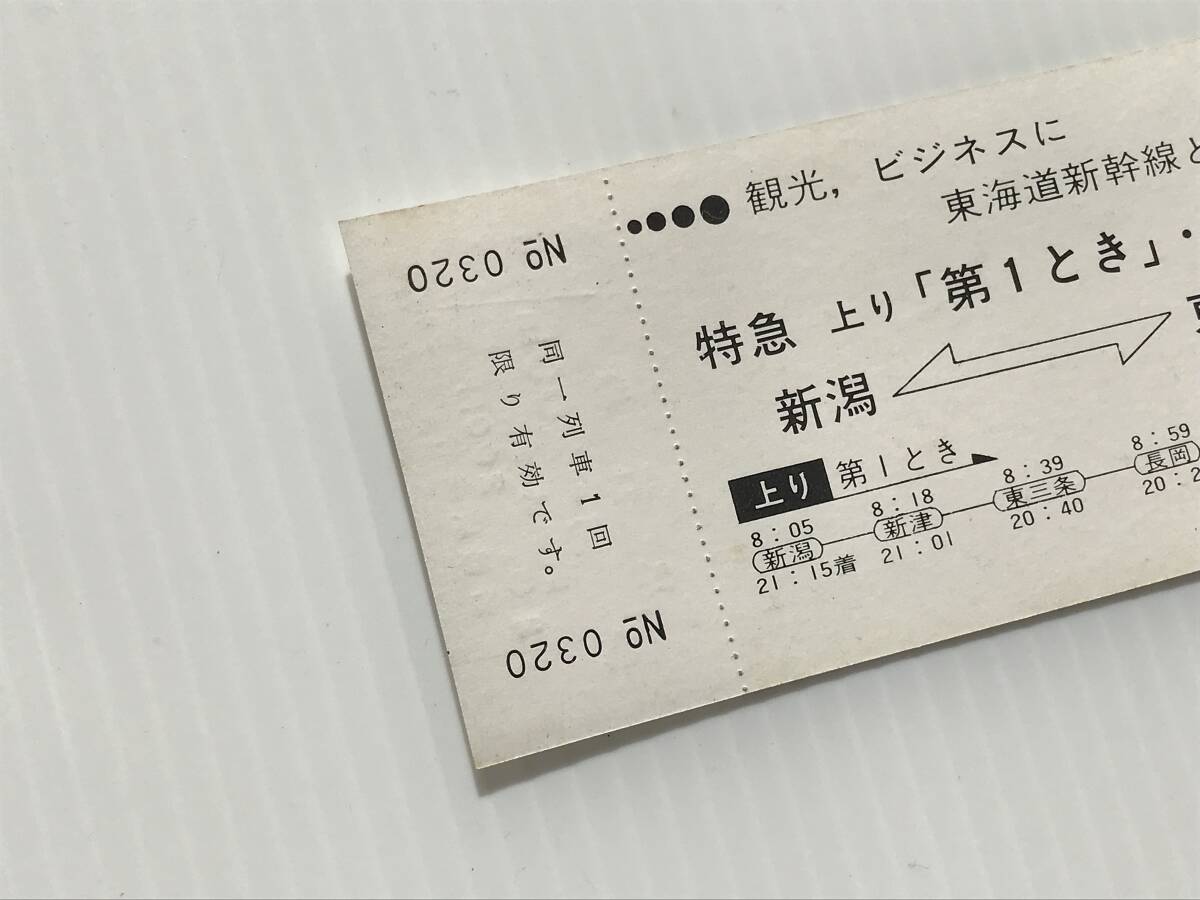 No 0320
同一列車1回
限り有効です。
No 0320
●●●● 観光，ビジネスに
東海道新幹線と
特急 上り「第1とき」・
新潟
上り 第1とき
8：05 8：18 8：39 8：59
新潟 新津 東三条 長岡
21：15着 21：01 20：40 20：2